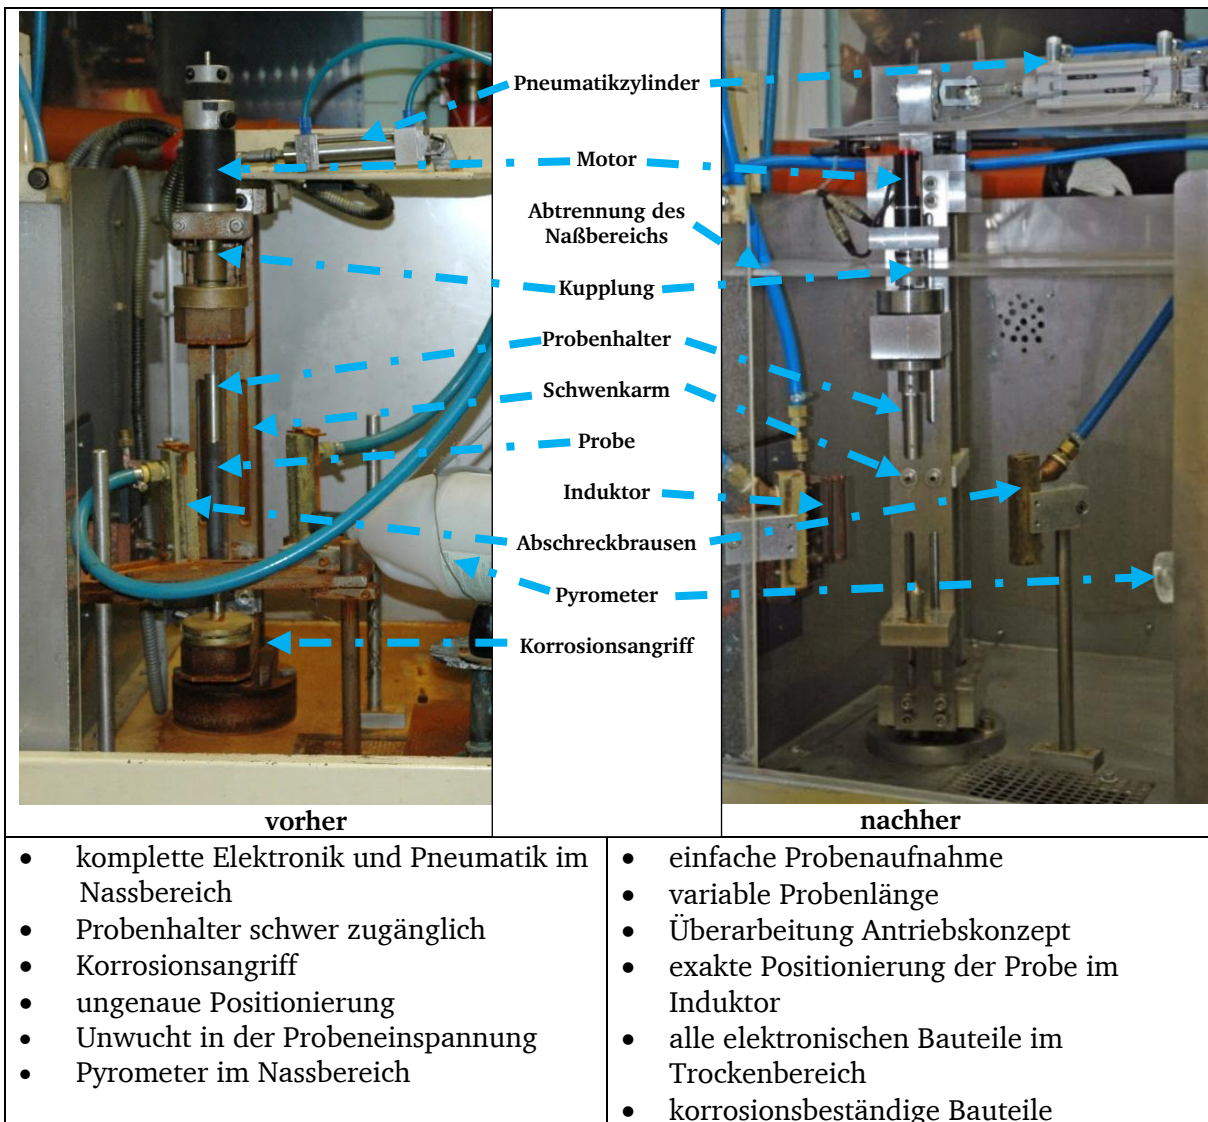 Pneumatikzylinder
Motor
Abtrennung des
Naßbereichs
Kupplung
Probenhalter
Schwenkarm
Probe
Induktor
Abschreckbrausen
Pyrometer
Korrosionsangriff
vorher
nachher
• komplette Elektronik und Pneumatik im
Nassbereich
• Probenhalter schwer zugänglich
• Korrosionsangriff
• ungenaue Positionierung
• Unwucht in der Probeneinspannung
• Pyrometer im Nassbereich
• einfache Probenaufnahme
• variable Probenlänge
• Überarbeitung Antriebskonzept
• exakte Positionierung der Probe im
Induktor
• alle elektronischen Bauteile im
Trockenbereich
• korrosionsbeständige Bauteile